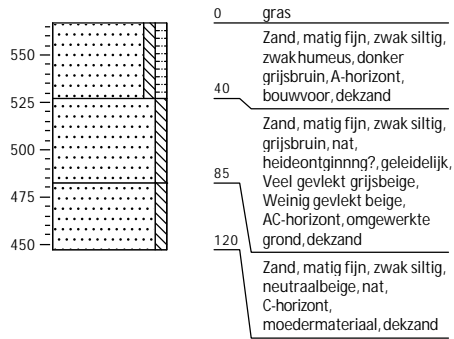 0 gras
Zand, matig fijn, zwak siltig,
zwak humeus, donker
grijsbruin, A-horizont,
bouwvoor, dekzand
40
Zand, matig fijn, zwak siltig,
grijsbruin, nat,
heideontginnng?, geleidelijk,
Veel gevlekt grijsbeige,
Weinig gevlekt beige,
AC-horizont, omgewerkte
grond, dekzand
85
Zand, matig fijn, zwak siltig,
neutraalbeige, nat,
C-horizont,
moedermateriaal, dekzand
120
550
525
500
475
450